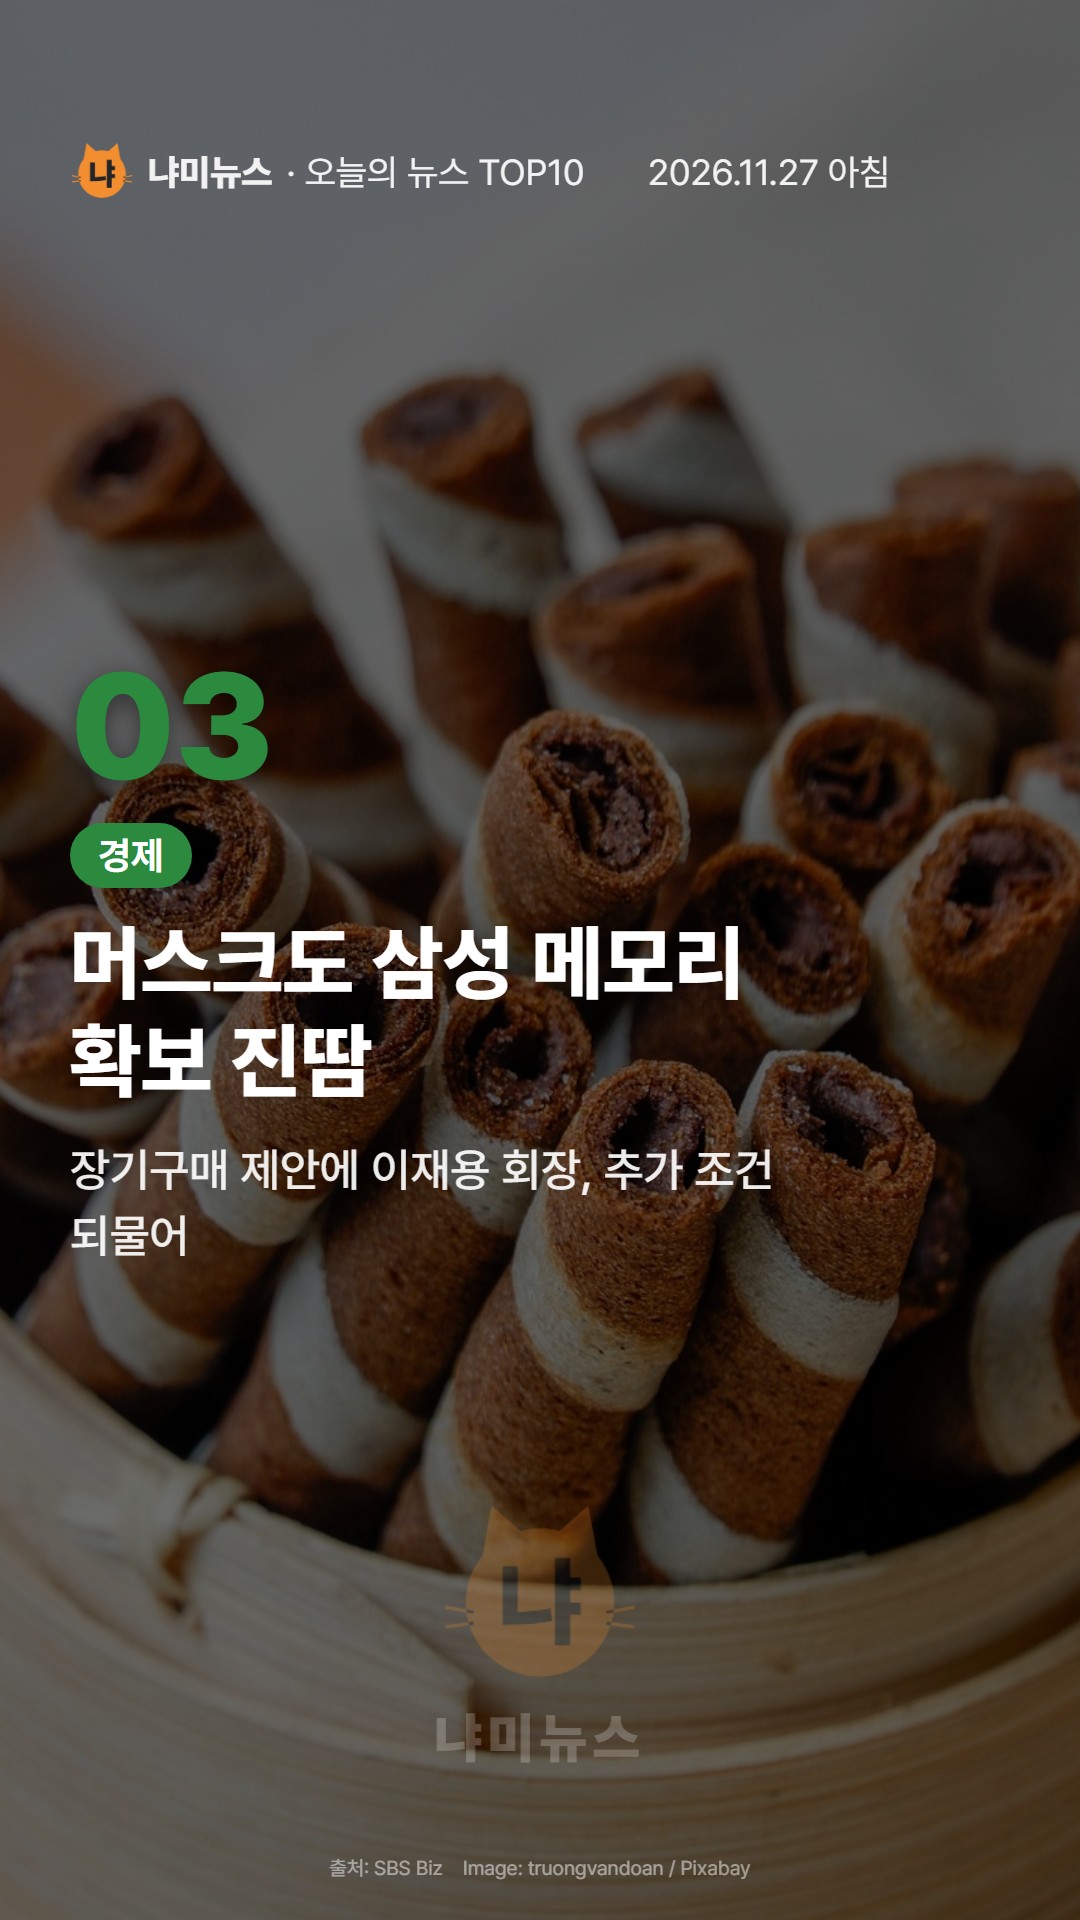 냐 냐미뉴스 · 오늘의 뉴스 TOP10 2026.11.27 아침
03
경제
머스크도 삼성 메모리
확보 진땀
장기구매 제안에 이재용 회장, 추가 조건
되물어
냐
냐미뉴스
출처: SBS Biz Image: truongvandoan / Pixabay